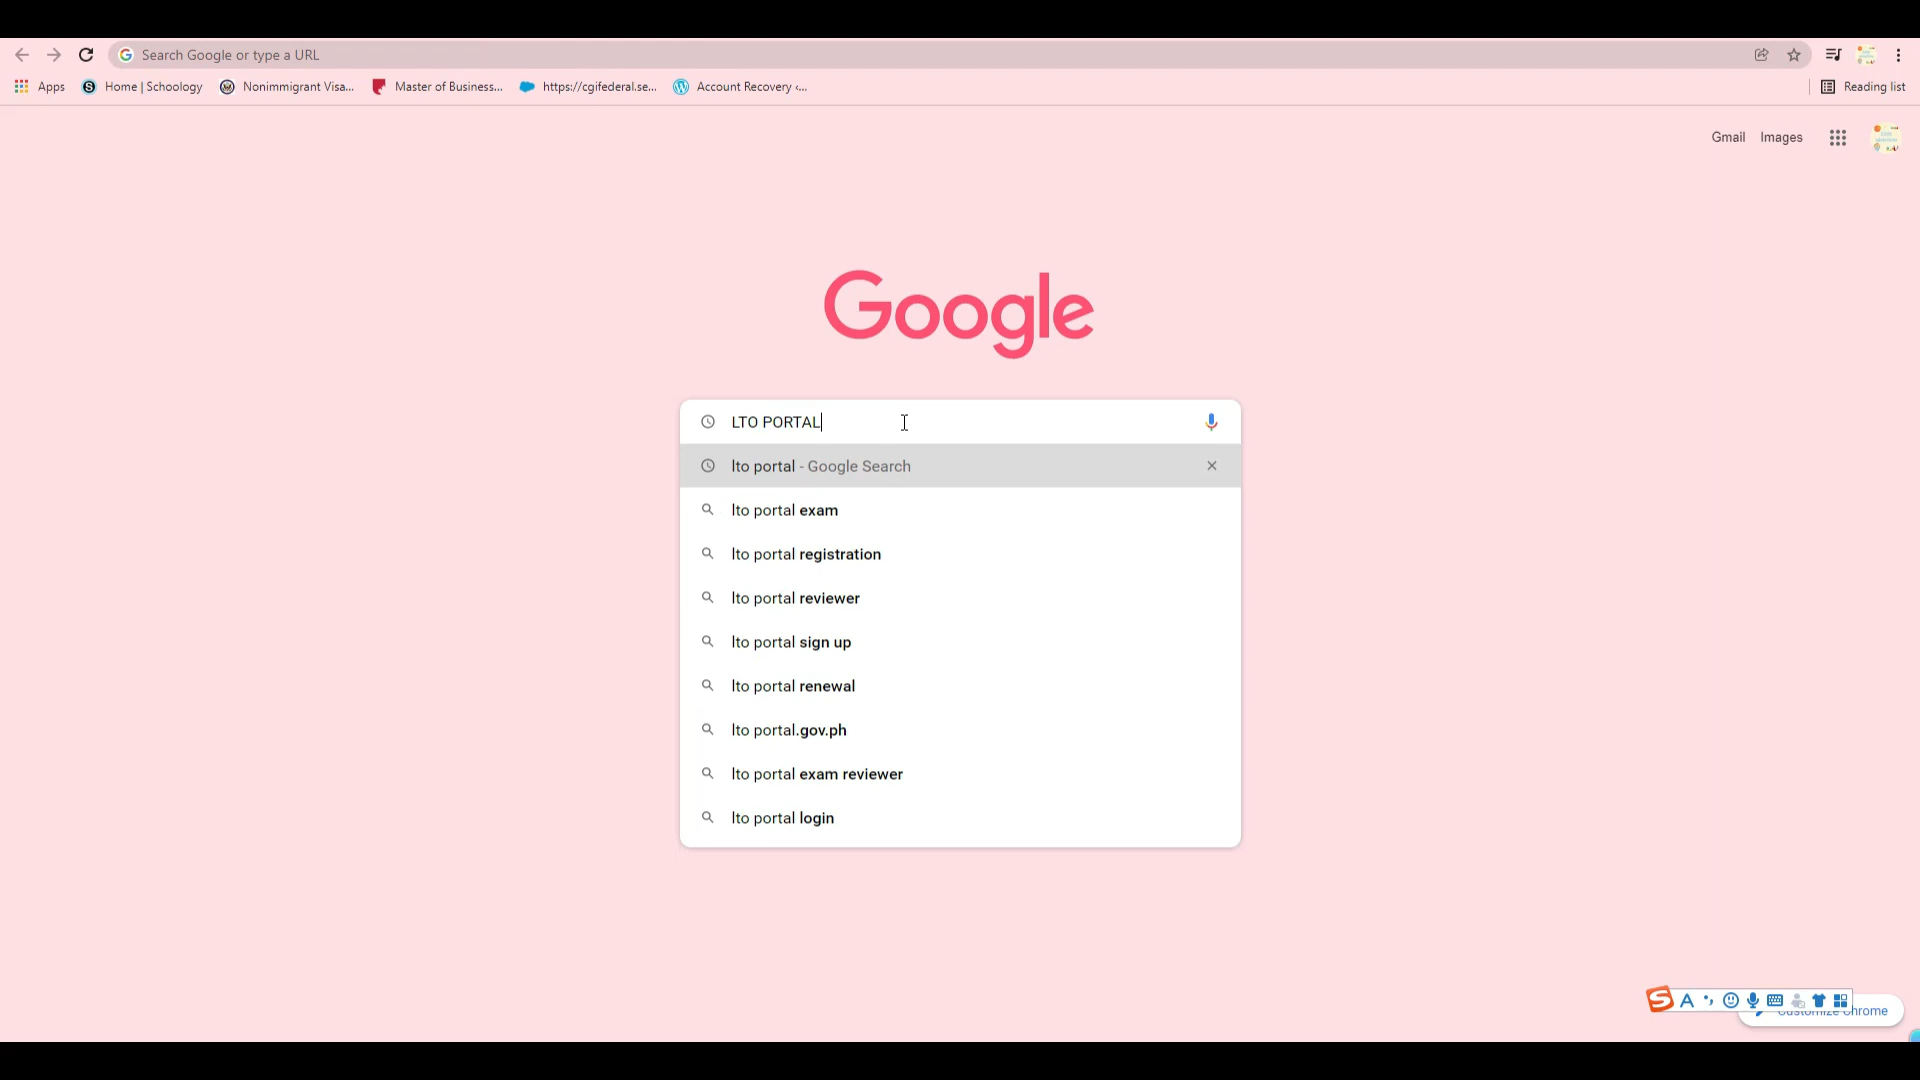 Search Google or type a URL
Apps Home | Schoology Nonimmigrant Visa... Master of Business... https://cgifederal.se... Account Recovery <... Reading list
Gmail Images
Google
LTO PORTAL
lto portal - Google Search
lto portal exam
lto portal registration
lto portal reviewer
lto portal sign up
lto portal renewal
lto portal.gov.ph
lto portal exam reviewer
lto portal login
Customize Chrome